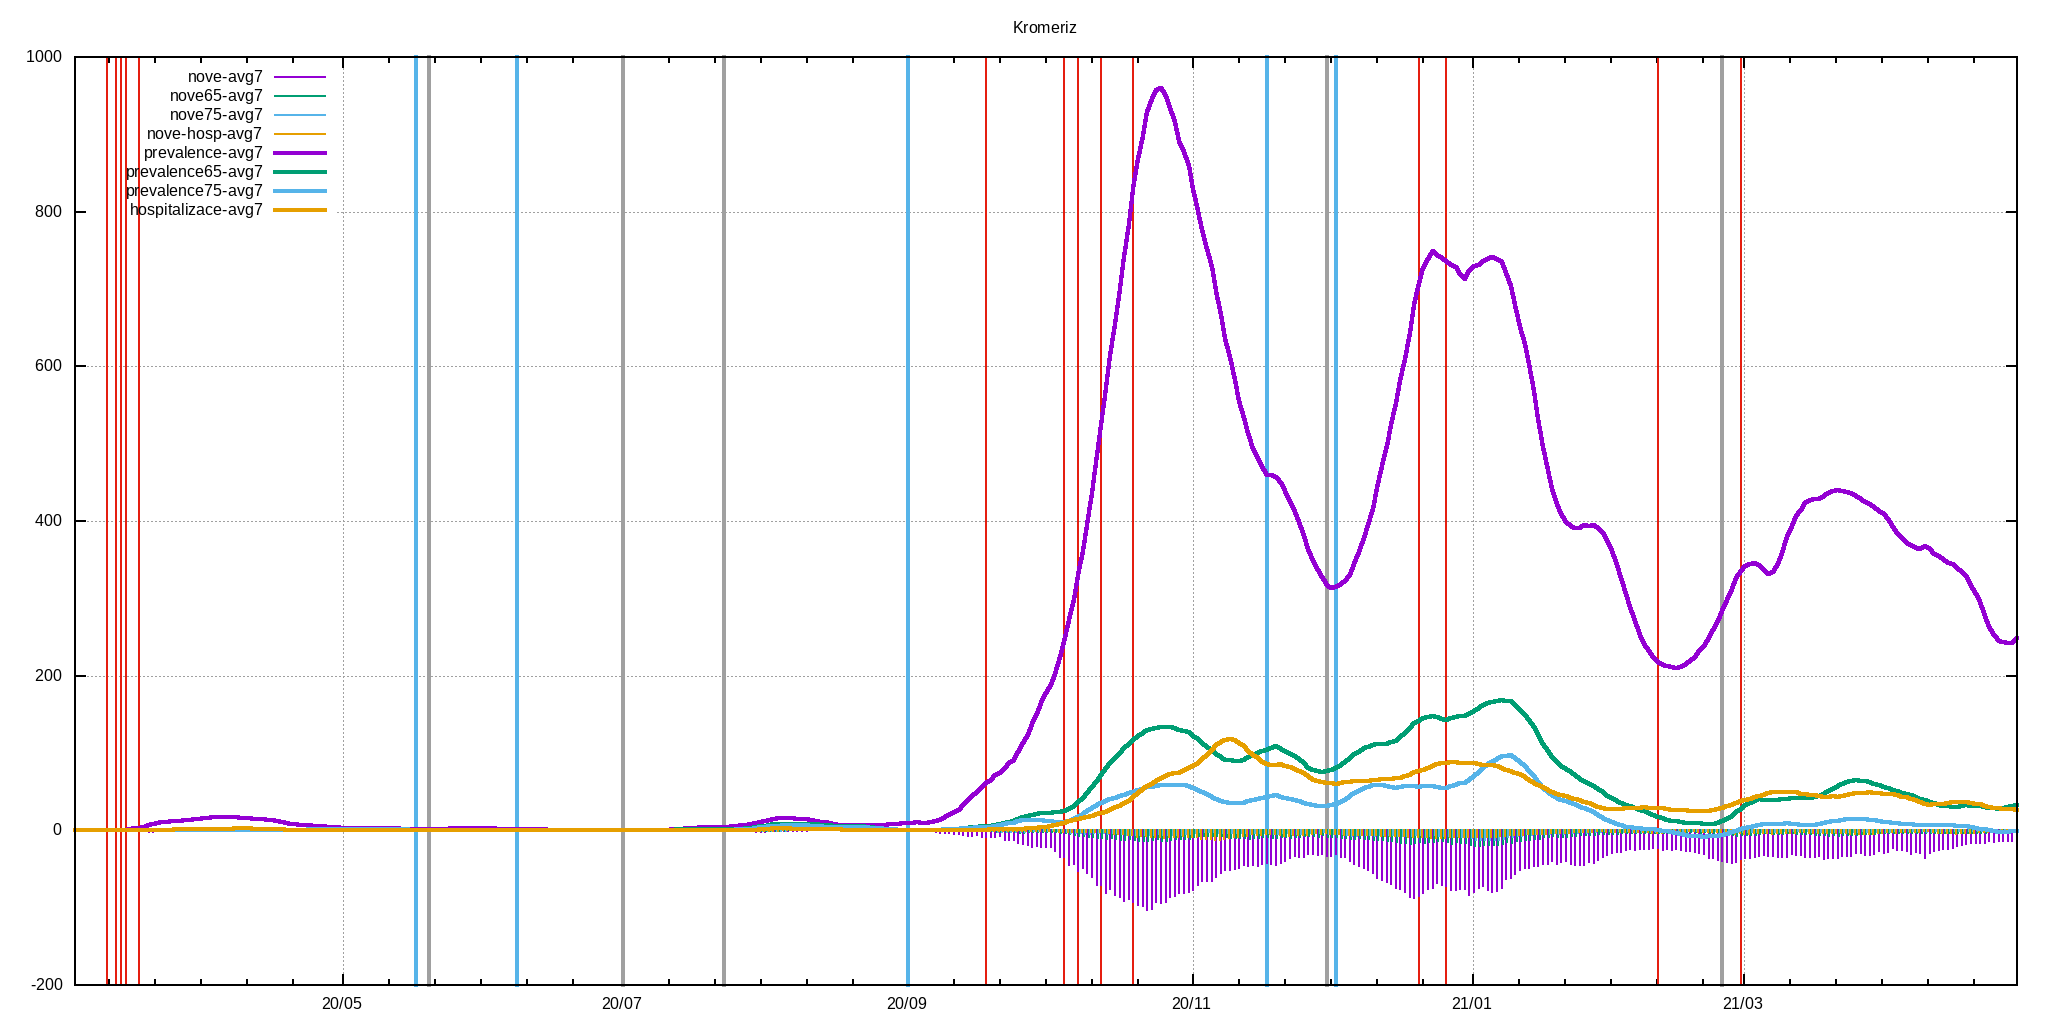 Kromeriz
1000
800
600
400
200
0
-200
nove-avg7
nove65-avg7
nove75-avg7
nove-hosp-avg7
prevalence-avg7
prevalence65-avg7
prevalence75-avg7
hospitalizace-avg7
20/05 20/07 20/09 20/11 21/01 21/03